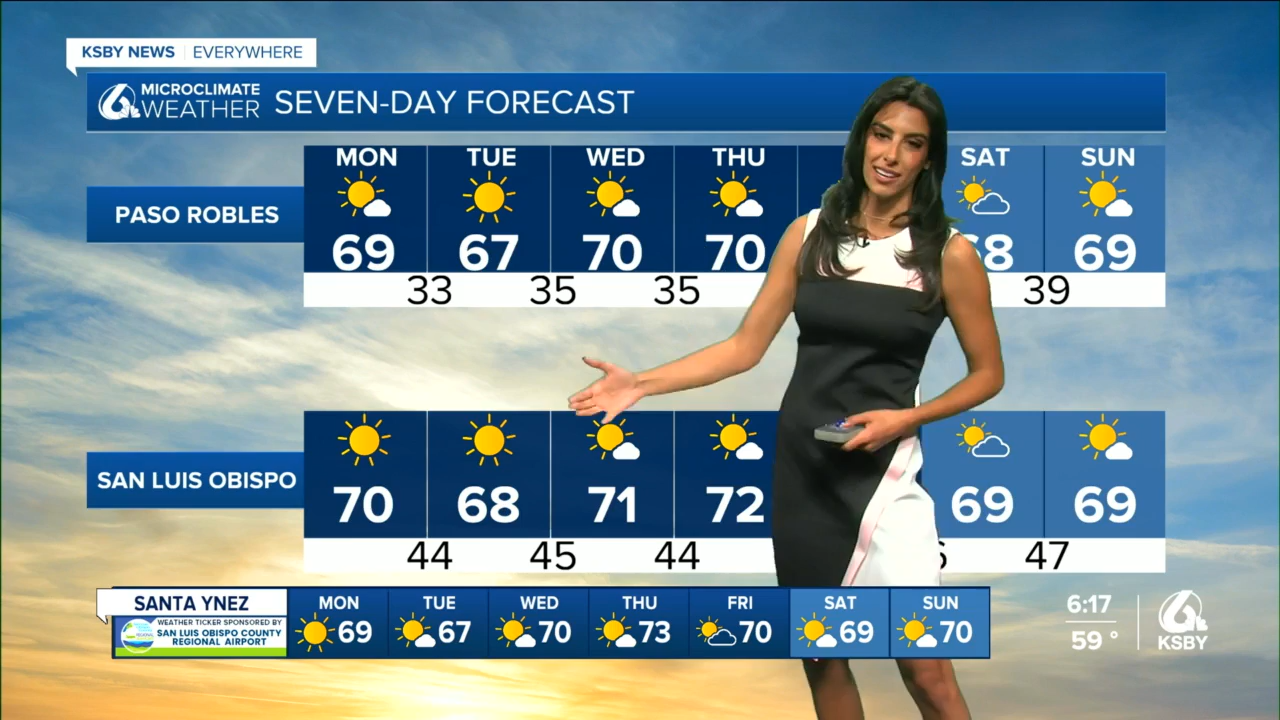 KSBY NEWS | EVERYWHERE
6 MICROCLIMATE WEATHER SEVEN-DAY FORECAST
MON TUE WED THU SAT SUN
PASO ROBLES
69 67 70 70 68 69
33 35 35 39
SAN LUIS OBISPO
70 68 71 72 69 69
44 45 44 47
SANTA YNEZ
WEATHER TICKER SPONSORED BY
SAN LUIS OBISPO COUNTY
REGIONAL AIRPORT
MON TUE WED THU FRI SAT SUN
69 67 70 73 70 69 70
6:17
59 °
6
KSBY